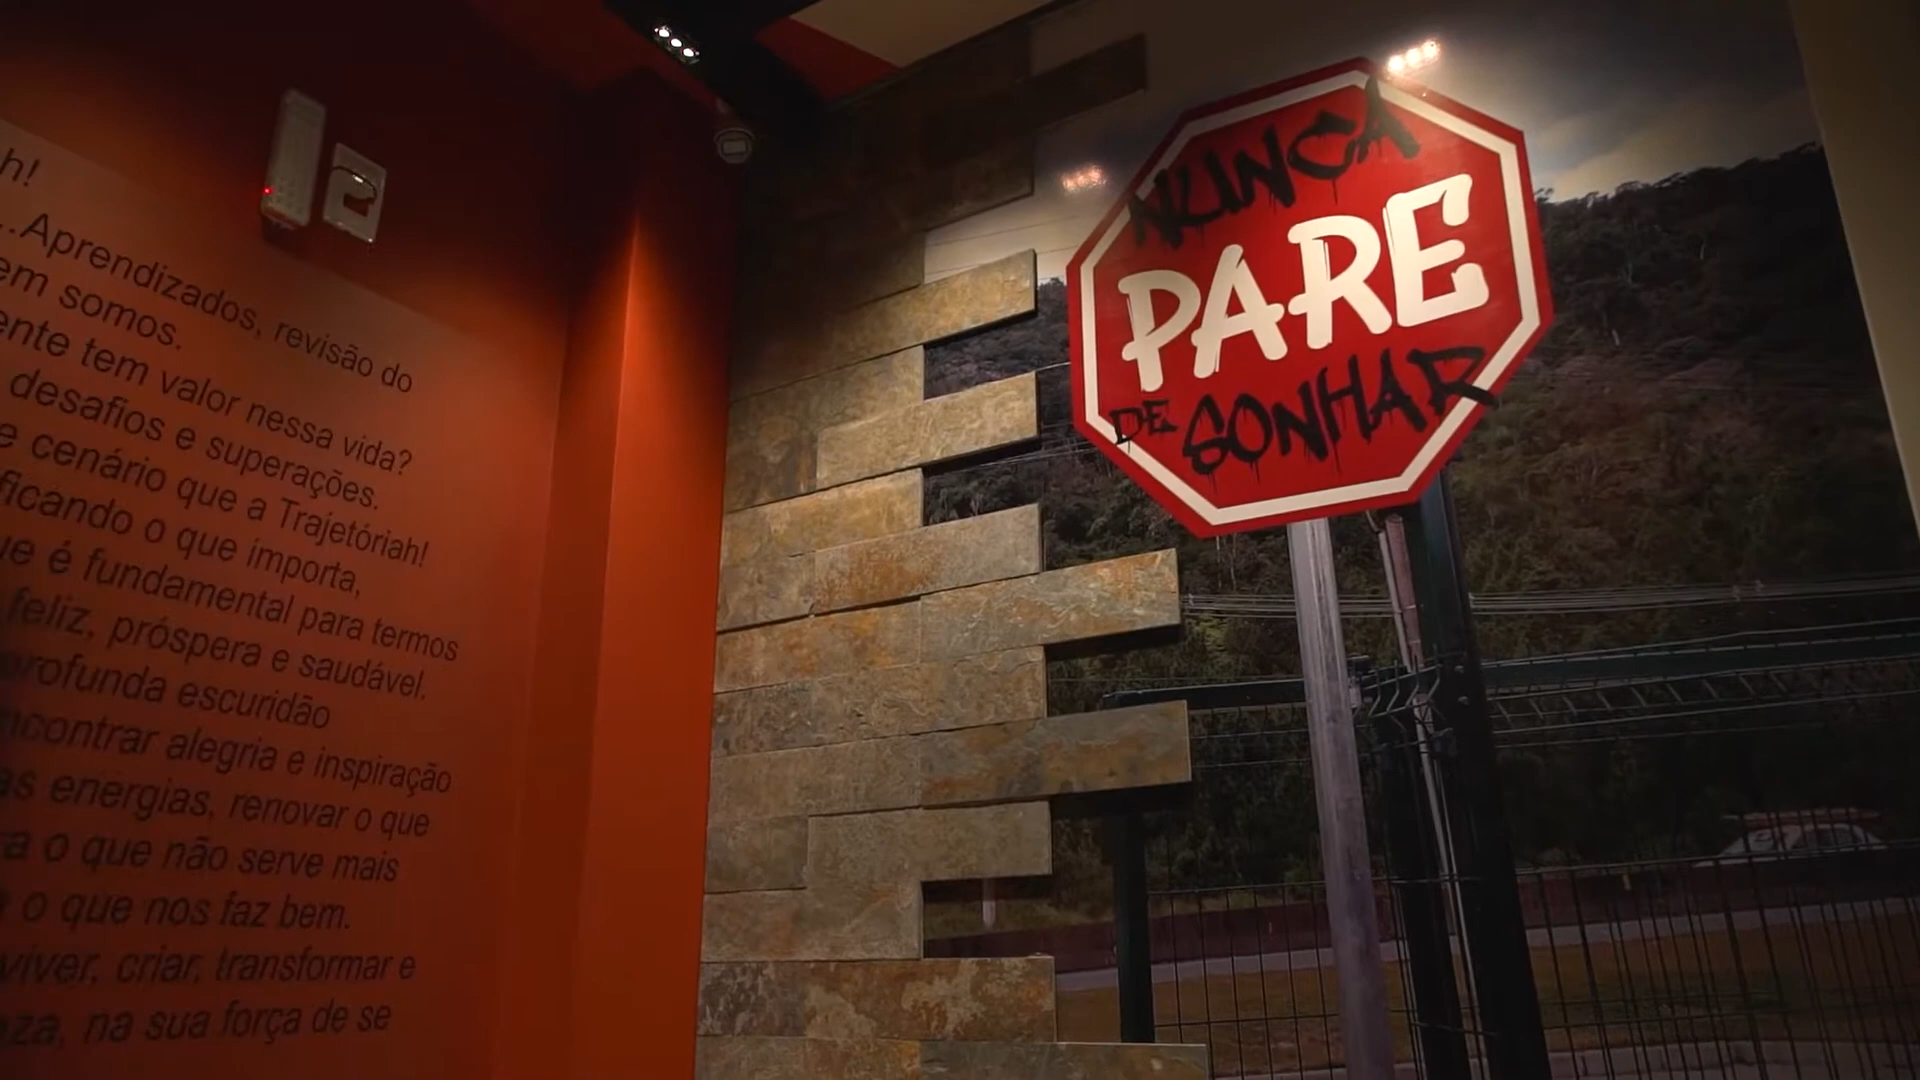 h!
...Aprendizados, revisão do
em somos.
ente tem valor nessa vida?
desafios e superações.
e cenário que a Trajetóriah!
ficando o que importa,
ue é fundamental para termos
feliz, próspera e saudável.
profunda escuridão
ncontrar alegria e inspiração
as energias, renovar o que
ra o que não serve mais
o que nos faz bem.
viver, criar, transformar e
eza, na sua força de se
NUNCA
PARE
DE SONHAR